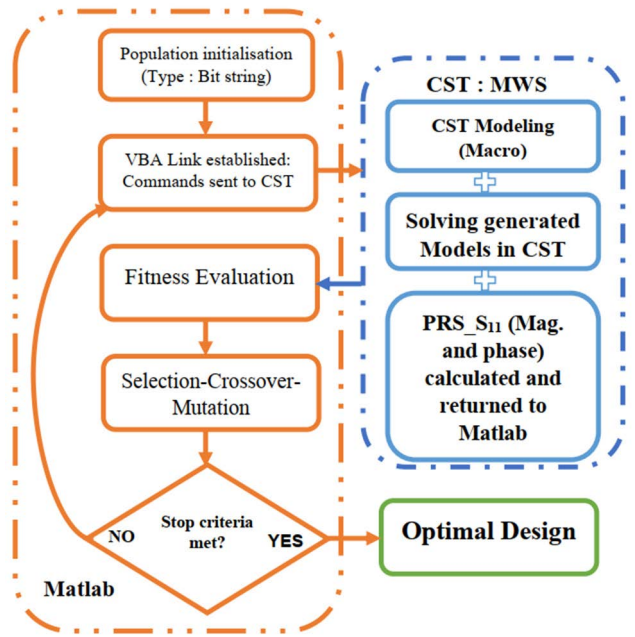 Population initialisation
(Type : Bit string)
VBA Link established:
Commands sent to CST
Fitness Evaluation
Selection-Crossover-
Mutation
Stop criteria
met?
NO
YES
Matlab
CST : MWS
CST Modeling
(Macro)
Solving generated
Models in CST
PRS_S₁₁ (Mag.
and phase)
calculated and
returned to
Matlab
Optimal Design